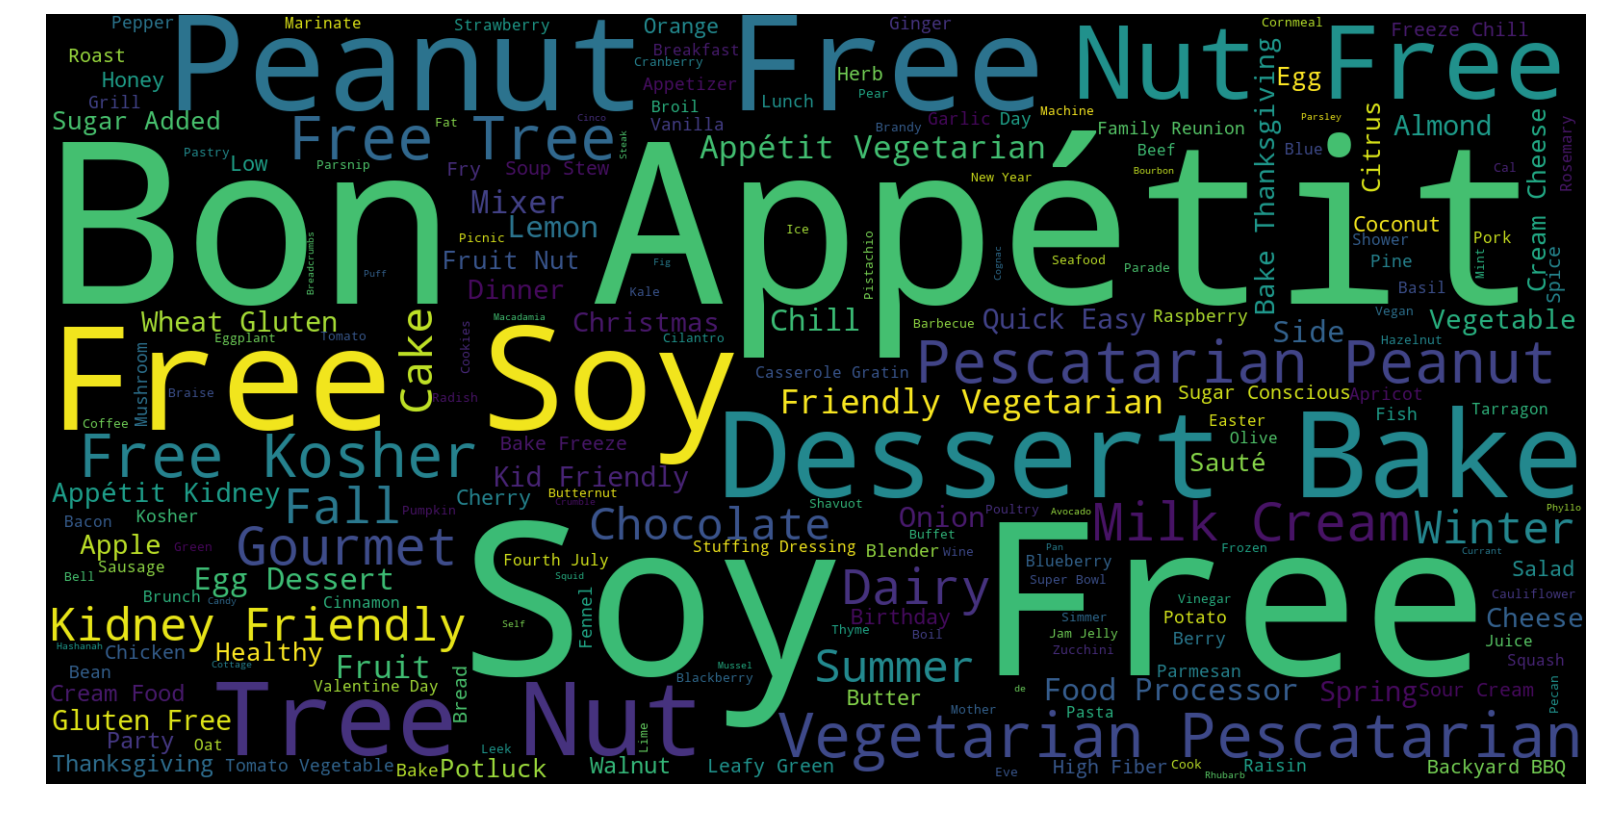 Pepper
Marinate
Strawberry
Orange
Ginger
Cornmeal
Freeze Chill
Peanut Free
Nut Free
Roast
Breakfast
Cranberry
Honey
Appetizer
Herb
Egg
Grill
Lunch
Pear
Broil
Machine
Sugar Added
Free Tree
Fat
Cinco
Vanilla
Brandy
Garlic
Day
Family Reunion
Parsley
Almond
Bake Thanksgiving
Citrus
Cream Cheese
Rosemary
Steak
Pastry
Low
Parsnip
Fry
Soup Stew
Appétit Vegetarian
Beef
Blue
Bon Appétit
New Year
Bourbon
Cal
Mixer
Lemon
Picnic
Ice
Coconut
Shower
Pork
Mint
Spice
Breadcrumbs
Puff
Fruit Nut
Fig
Pistachio
Cognac
Seafood
Parade
Pine
Dinner
Kale
Basil
Wheat Gluten
Cake
Macadamia
Christmas
Chill
Barbecue
Quick Easy
Raspberry
Side
Vegan
Vegetable
Free Soy
Eggplant
Tomato
Cookies
Cilantro
Hazelnut
Mushroom
Pescatarian Peanut
Casserole Gratin
Braise
Radish
Friendly Vegetarian
Sugar Conscious
Apricot
Coffee
Easter
Fish
Tarragon
Dessert Bake
Free Kosher
Bake Freeze
Olive
Sauté
Kid Friendly
Appétit Kidney
Fall
Cherry
Butternut
Crumble
Shavuot
Poultry
Avocado
Phyllo
Bacon
Kosher
Pumpkin
Chocolate
Onion
Milk Cream
Winter
Buffet
Apple
Green
Gourmet
Soy Free
Stuffing Dressing
Blender
Wine
Pan
Frozen
Currant
Sausage
Fourth July
Blueberry
Bell
Egg Dessert
Squid
Super Bowl
Salad
Brunch
Candy
Cinnamon
Fennel
Dairy
Vinegar
Cauliflower
Kidney Friendly
Self
Birthday
Simmer
Potato
Cheese
Thyme
Boil
Jam Jelly
Berry
Juice
Hashanah
Chicken
Healthy
Zucchini
Squash
Bean
Cottage
Fruit
Mussel
Blackberry
Summer
Parmesan
Pecan
Cream Food
Valentine Day
Bread
Butter
de
Food Processor
Spring
Sour Cream
Tree Nut
Gluten Free
Mother
Pasta
Party
Oat
Lime
Leek
Vegetarian Pescatarian
Thanksgiving
Tomato Vegetable
Bake
Potluck
Walnut
Leafy Green
Eve
High Fiber
Cook
Rhubarb
Raisin
Backyard BBQ